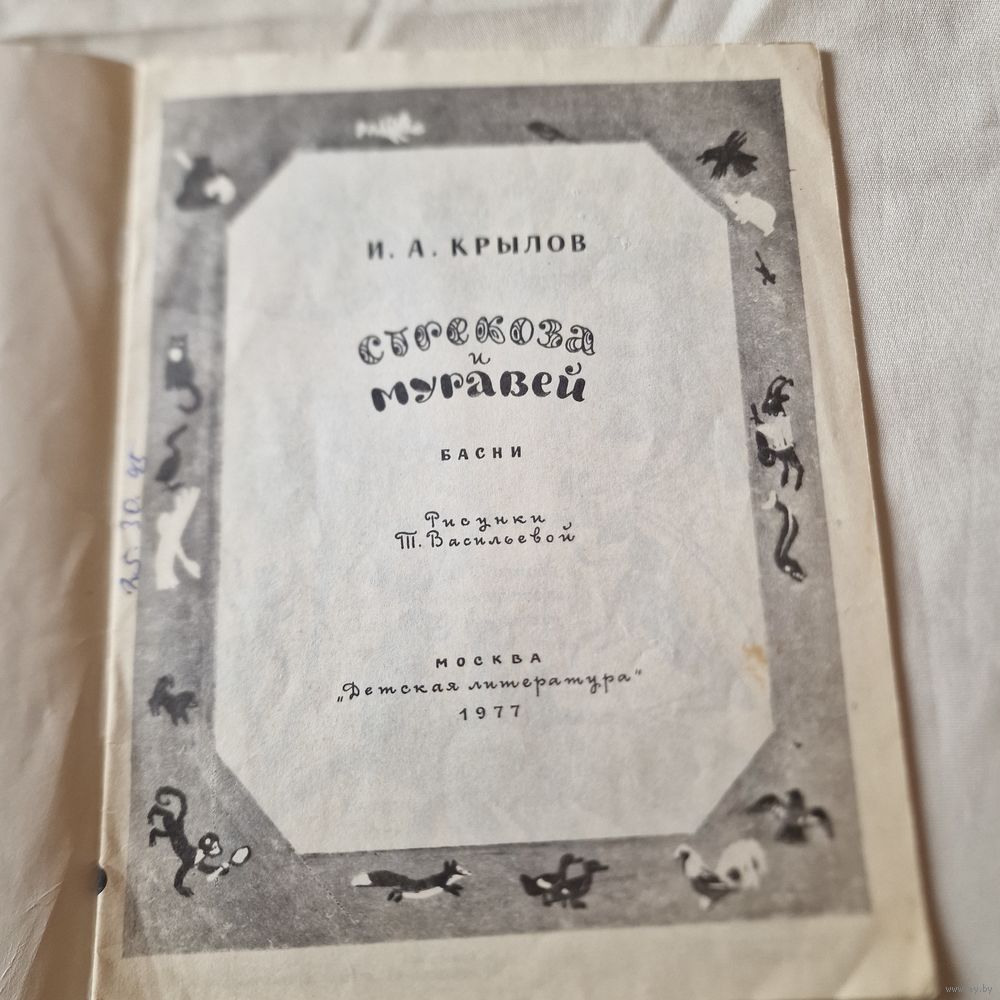 И. А. КРЫЛОВ
СТРЕКОЗА
и
МУРАВЕЙ
БАСНИ
Рисунки
Т. Васильевой
МОСКВА
„Детская литература“
1977